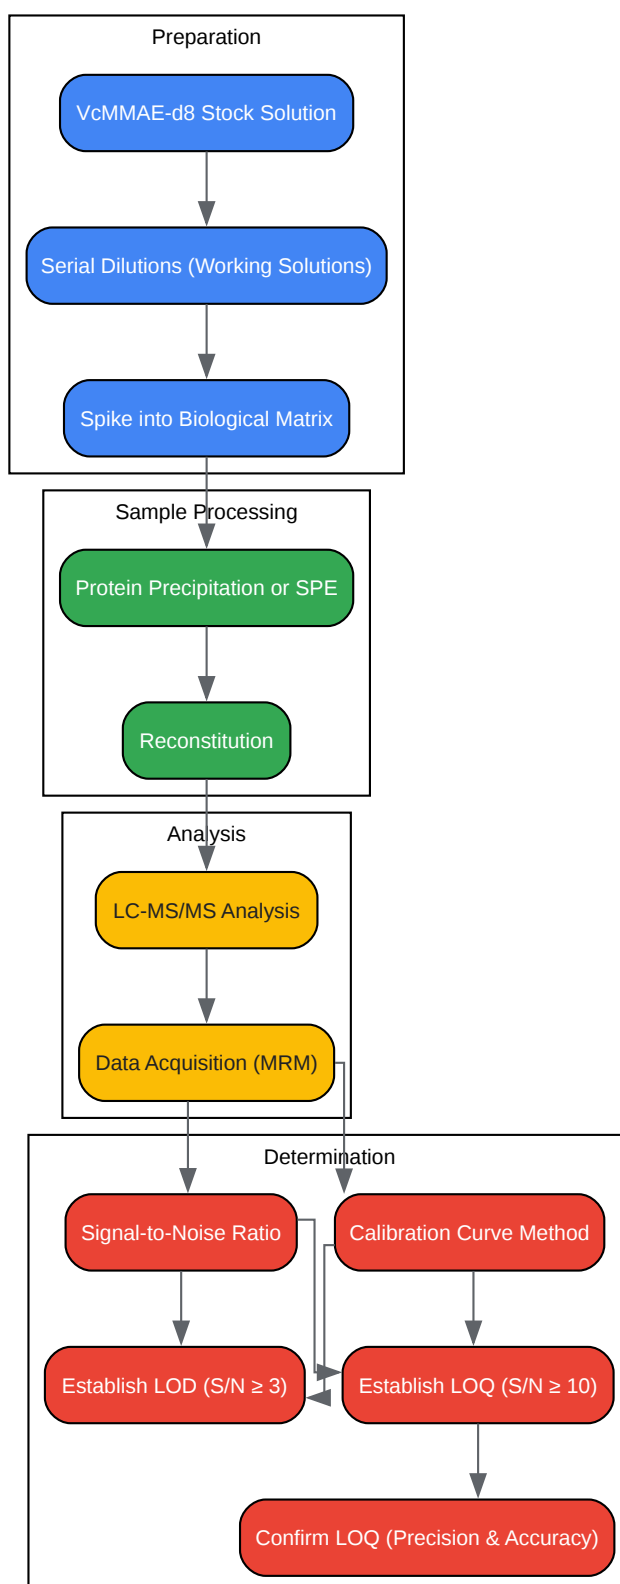 Preparation
VcMMAE-d8 Stock Solution
Serial Dilutions (Working Solutions)
Spike into Biological Matrix
Sample Processing
Protein Precipitation or SPE
Reconstitution
Analysis
LC-MS/MS Analysis
Data Acquisition (MRM)
Determination
Signal-to-Noise Ratio
Calibration Curve Method
Establish LOD (S/N ≥ 3)
Establish LOQ (S/N ≥ 10)
Confirm LOQ (Precision & Accuracy)